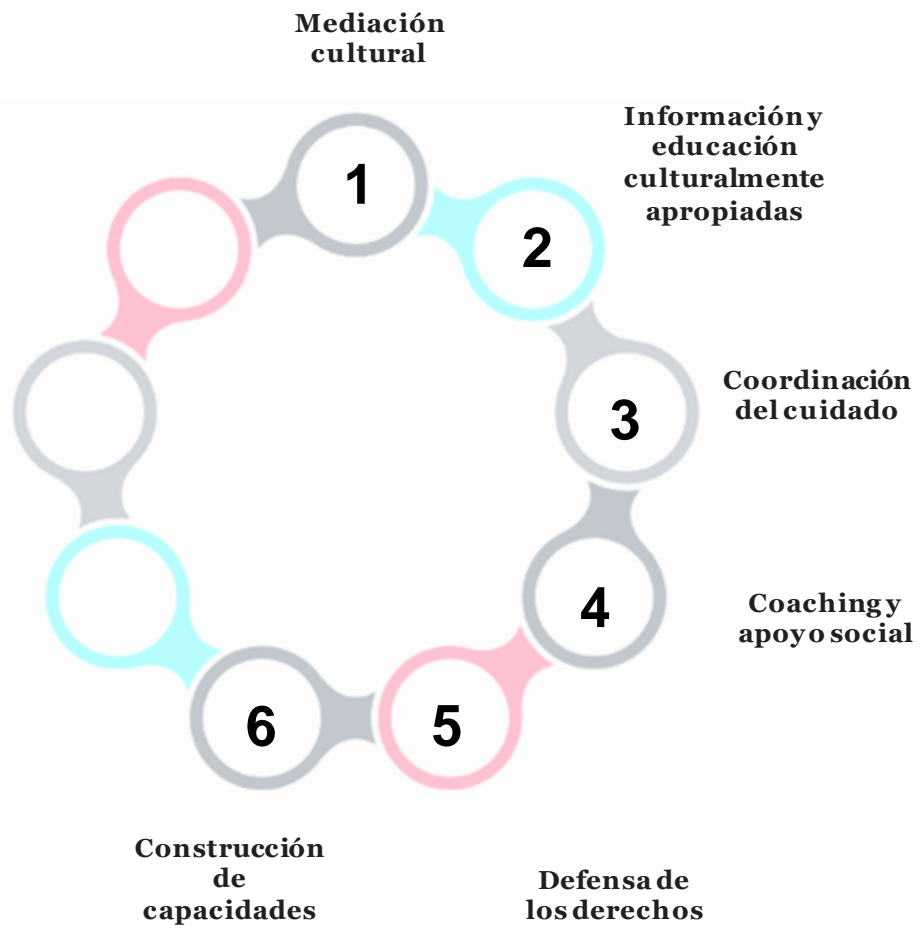 Mediación
cultural
1
Información y
educación
culturalmente
apropiadas
2
Coordinación
del cuidado
3
Coaching y
apoyo social
4
Defensa de
los derechos
5
Construcción
de
capacidades
6